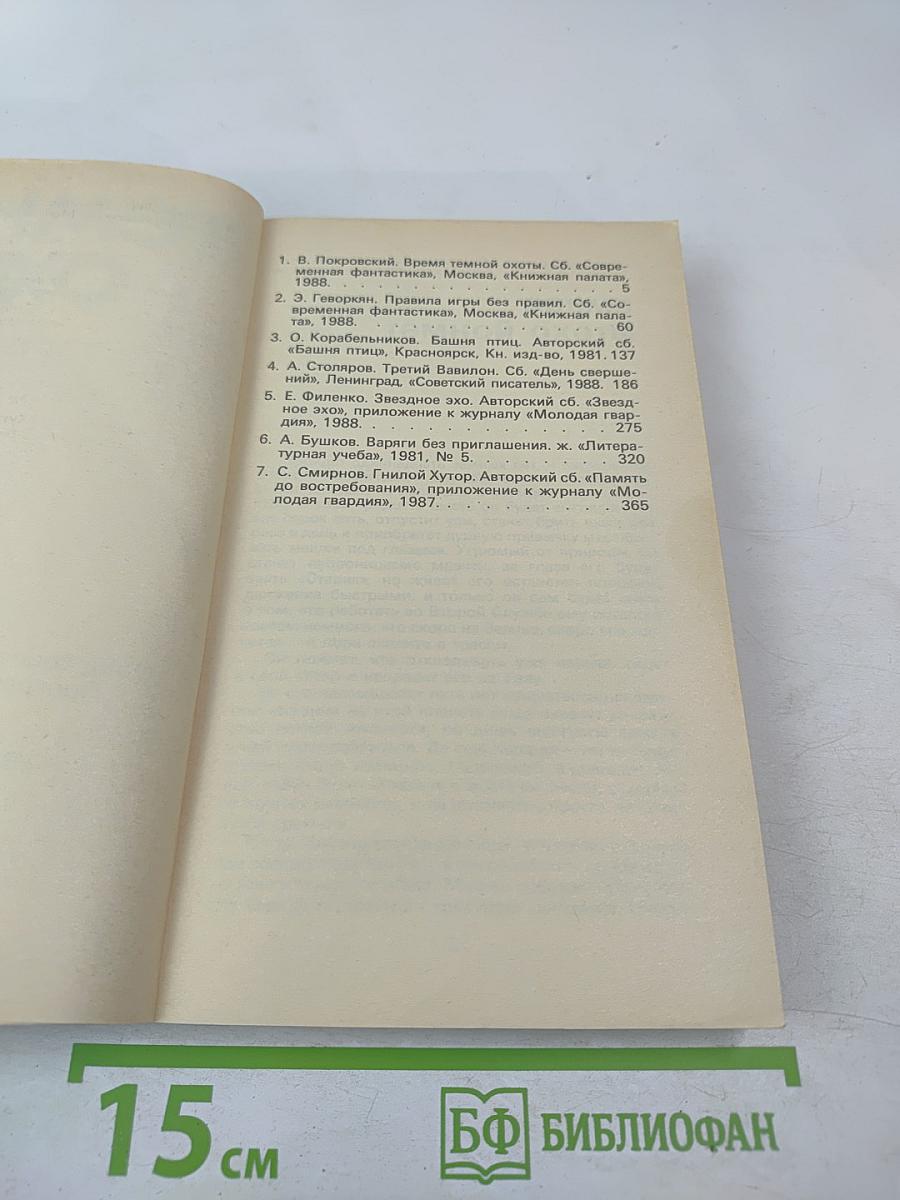 1. В. Покровский. Время темной охоты. Сб. «Совре-
менная фантастика», Москва, «Книжная палата»,
1988. . . . . . . . . . . . . . . . 5
2. Э. Геворкян. Правила игры без правил. Сб. «Со-
временная фантастика», Москва, «Книжная пала-
та», 1988. . . . . . . . . . . . . . 60
3. О. Корабельников. Башня птиц. Авторский сб.
«Башня птиц», Красноярск, Кн. изд-во, 1981. 137
4. А. Столяров. Третий Вавилон. Сб. «День сверше-
ний», Ленинград, «Советский писатель», 1988. 186
5. Е. Филенко. Звездное эхо. Авторский сб. «Звезд-
ное эхо», приложение к журналу «Молодая гвар-
дия», 1988. . . . . . . . . . . . . 275
6. А. Бушков. Варяги без приглашения. ж. «Литера-
турная учеба», 1981, № 5. . . . . . . . 320
7. С. Смирнов. Гнилой Хутор. Авторский сб. «Память
до востребования», приложение к журналу «Мо-
лодая гвардия», 1987. . . . . . . . . . 365
15 см
БФ БИБЛИОФАН